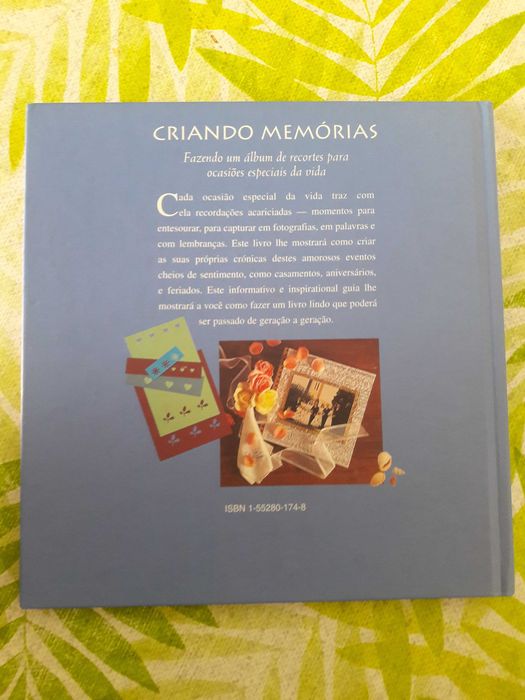 CRIANDO MEMÓRIAS
Fazendo um álbum de recortes para
ocasiões especiais da vida
Cada ocasião especial da vida traz com
ela recordações acariciadas — momentos para
entesourar, para capturar em fotografias, em palavras e
com lembranças. Este livro lhe mostrará como criar
as suas próprias crónicas destes amorosos eventos
cheios de sentimento, como casamentos, aniversários,
e feriados. Este informativo e inspirational guia lhe
mostrará a você como fazer um livro lindo que poderá
ser passado de geração a geração.
ISBN 1-55280-174-8